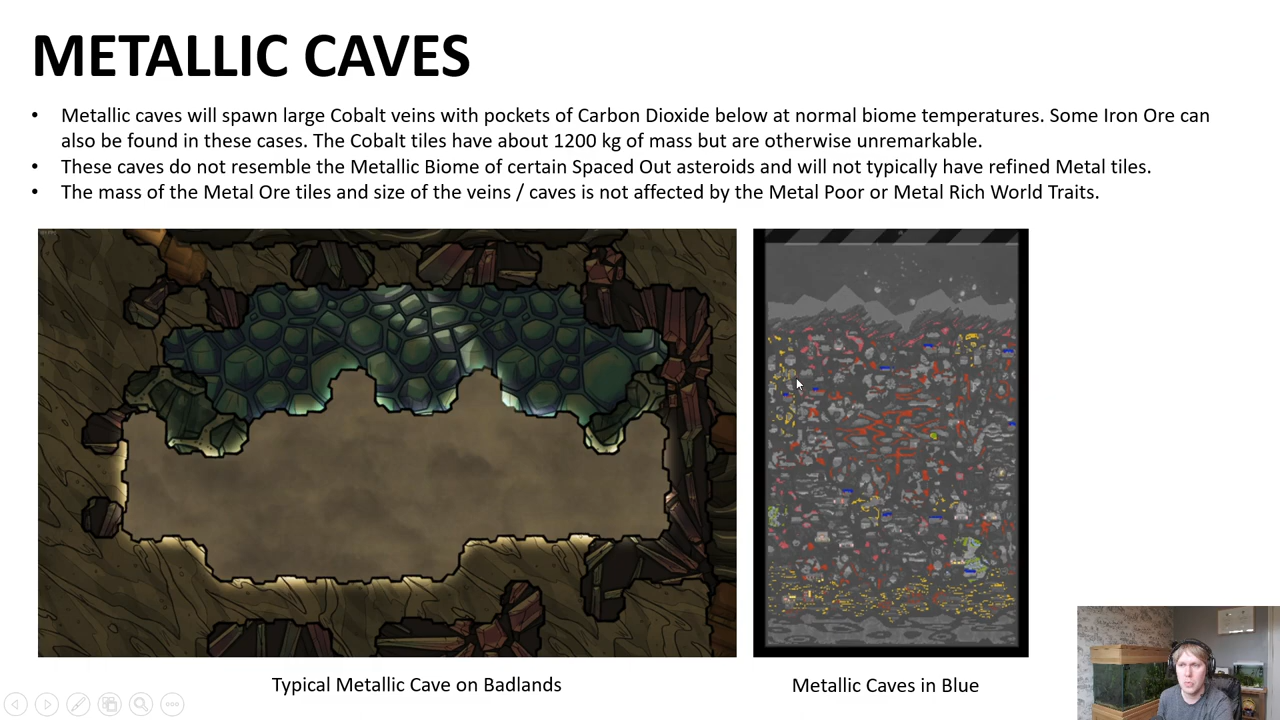 METALLIC CAVES
• Metallic caves will spawn large Cobalt veins with pockets of Carbon Dioxide below at normal biome temperatures. Some Iron Ore can
also be found in these cases. The Cobalt tiles have about 1200 kg of mass but are otherwise unremarkable.
• These caves do not resemble the Metallic Biome of certain Spaced Out asteroids and will not typically have refined Metal tiles.
• The mass of the Metal Ore tiles and size of the veins / caves is not affected by the Metal Poor or Metal Rich World Traits.
Typical Metallic Cave on Badlands
Metallic Caves in Blue